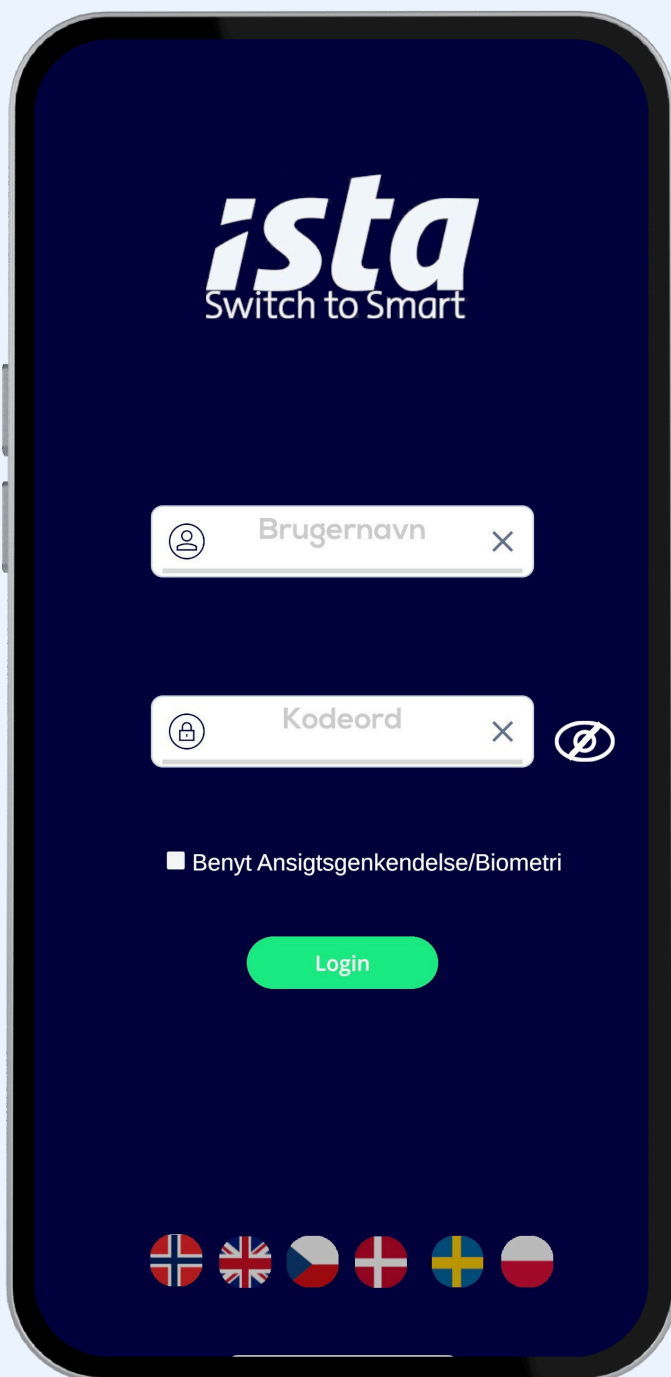 ista
Switch to Smart
Brugernavn
Kodeord
Benyt Ansigtsgenkendelse/Biometri
Login